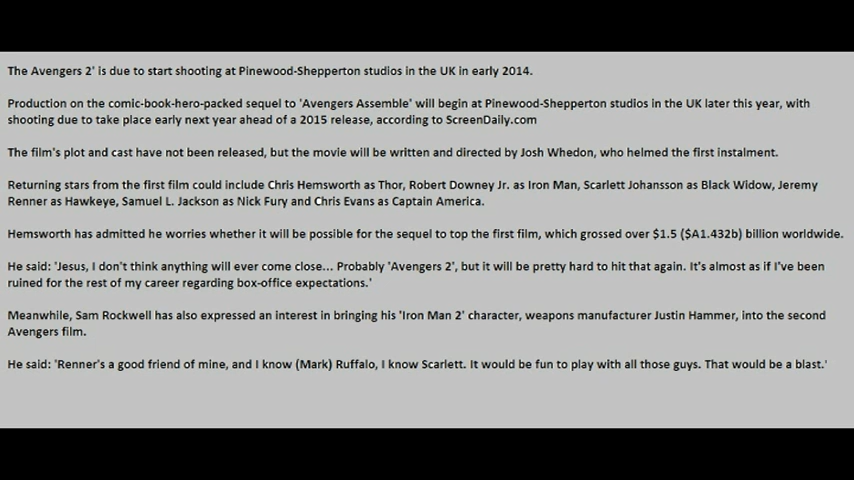 The Avengers 2' is due to start shooting at Pinewood-Shepperton studios in the UK in early 2014.
Production on the comic-book-hero-packed sequel to 'Avengers Assemble' will begin at Pinewood-Shepperton studios in the UK later this year, with
shooting due to take place early next year ahead of a 2015 release, according to ScreenDaily.com
The film's plot and cast have not been released, but the movie will be written and directed by Josh Whedon, who helmed the first instalment.
Returning stars from the first film could include Chris Hemsworth as Thor, Robert Downey Jr. as Iron Man, Scarlett Johansson as Black Widow, Jeremy
Renner as Hawkeye, Samuel L. Jackson as Nick Fury and Chris Evans as Captain America.
Hemsworth has admitted he worries whether it will be possible for the sequel to top the first film, which grossed over $1.5 ($A1.432b) billion worldwide.
He said: 'Jesus, I don't think anything will ever come close... Probably 'Avengers 2', but it will be pretty hard to hit that again. It's almost as if I've been
ruined for the rest of my career regarding box-office expectations.'
Meanwhile, Sam Rockwell has also expressed an interest in bringing his 'Iron Man 2' character, weapons manufacturer Justin Hammer, into the second
Avengers film.
He said: 'Renner's a good friend of mine, and I know (Mark) Ruffalo, I know Scarlett. It would be fun to play with all those guys. That would be a blast.'